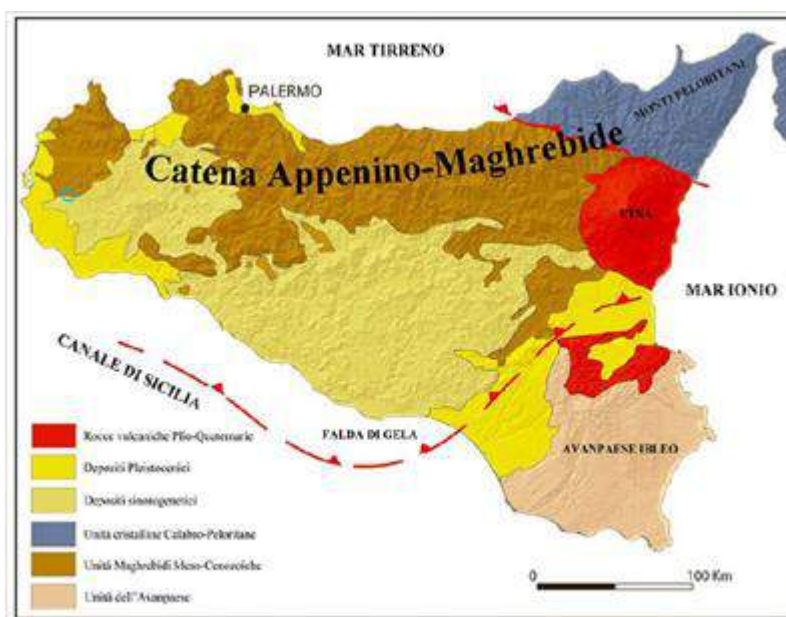 MAR TIRRENO
PALERMO
MONTI PELORITANI
Catena Appenino-Maghrebide
ETNA
MAR IONIO
CANALE DI SICILIA
FALDA DI GELA
AVANPAESE IBLEO
Rocce vulcaniche Plio-Quaternarie
Depositi Pleistocenici
Depositi sinorogenetici
Unità cristalline Calabro-Peloritane
Unità Maghrebidi Meso-Cenozoiche
Unità dell'Avanpaese
0 100 Km